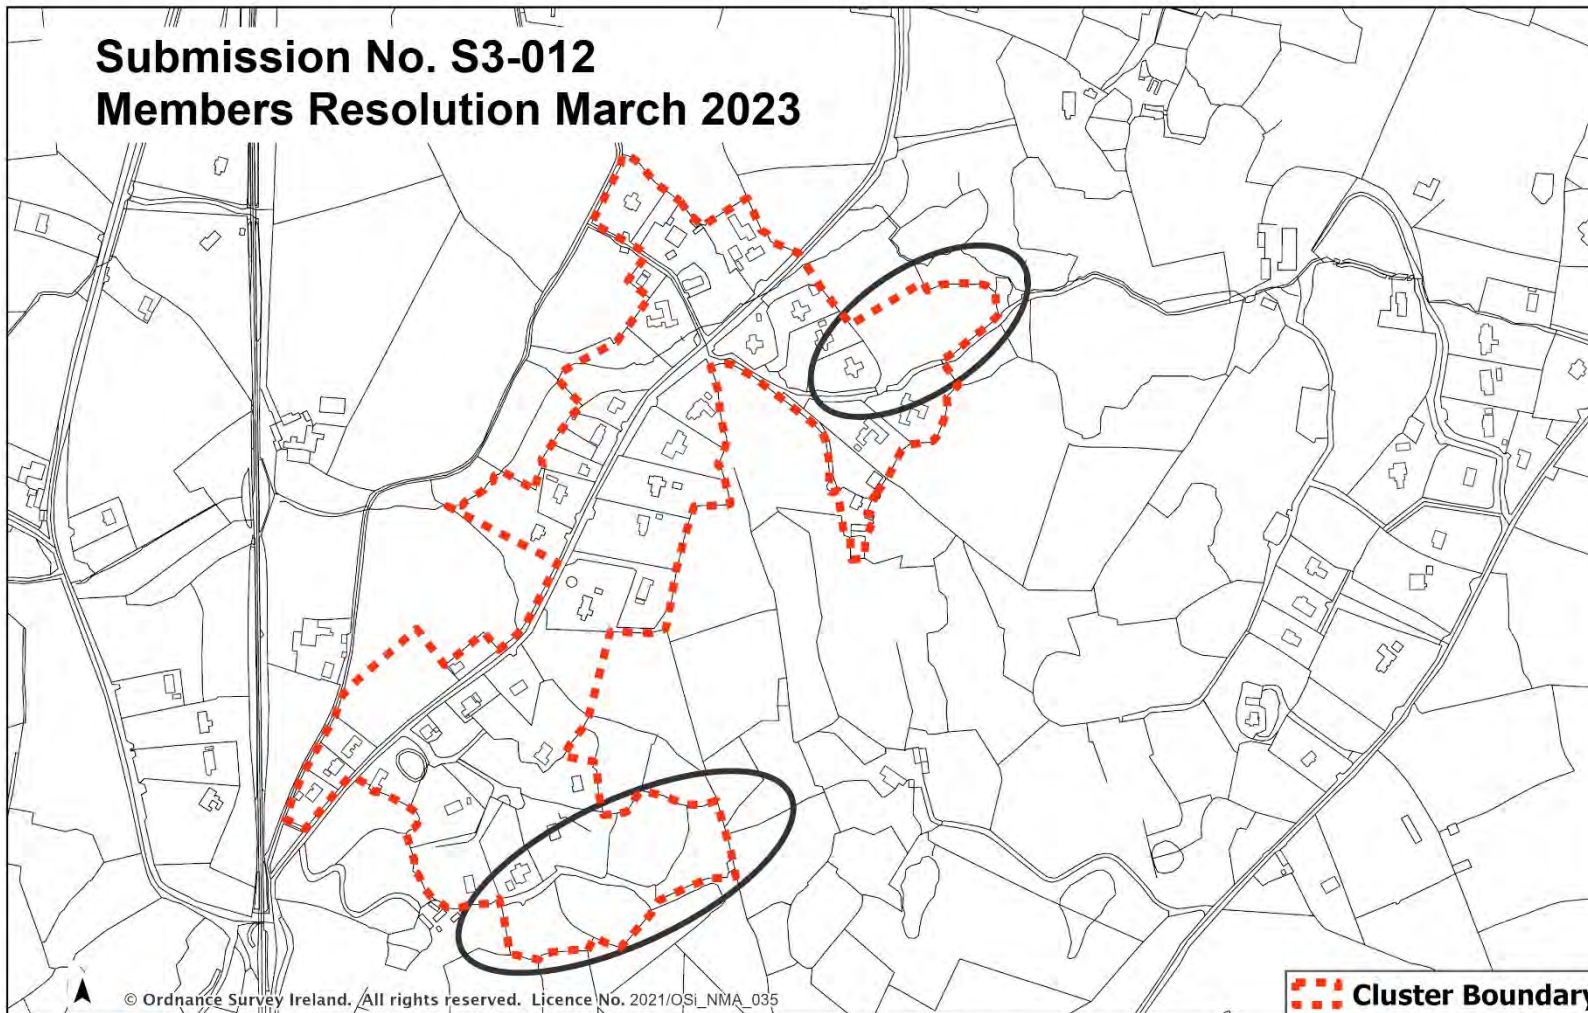 Submission No. S3-012
Members Resolution March 2023
© Ordnance Survey Ireland. All rights reserved. Licence No. 2021/OSi_NMA_035
Cluster Boundary